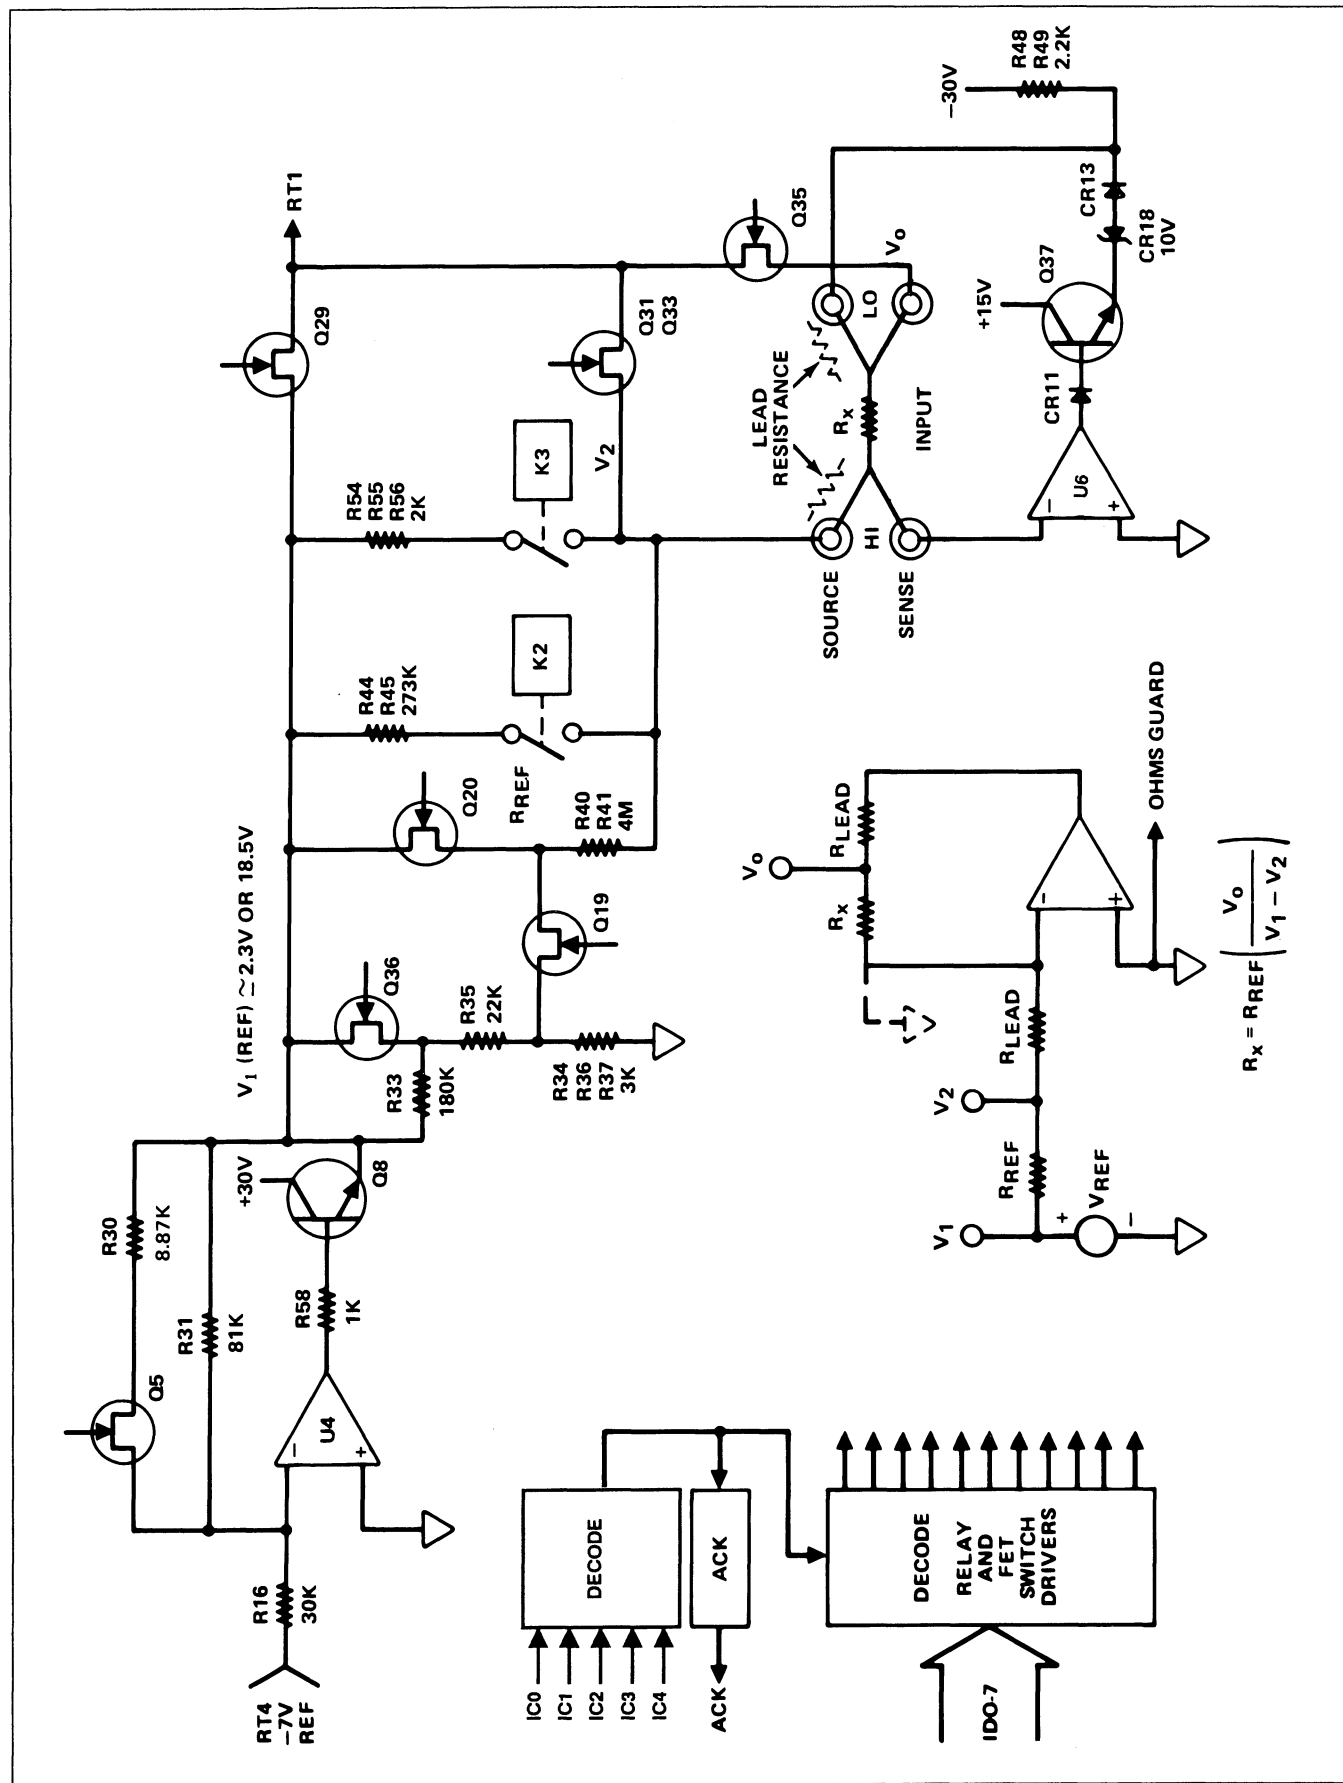 RT4
−7V
REF
R16
30K
Q5
R31
81K
R30
8.87K
U4
−
+
R58
1K
+30V
Q8
V1 (REF) ≃2.3V OR 18.5V
R33
180K
Q36
R35
22K
R34
R36
R37
3K
Q19
Q20
R40
R41
4M
RREF
R44
R45
273K
K2
R54
R55
R56
2K
K3
V2
Q29
RT1
Q31
Q33
Q35
Vo
SOURCE
HI
SENSE
LEAD
RESISTANCE
Rx
INPUT
LO
U6
−
+
CR11
+15V
Q37
CR18
10V
CR13
−30V
R48
R49
2.2K
IC0
IC1
IC2
IC3
IC4
DECODE
ACK
ACK
IDO-7
DECODE
RELAY
AND
FET
SWITCH
DRIVERS
V1
+
VREF
−
RREF
V2
RLEAD
Vo
Rx
RLEAD
−
+
OHMS GUARD
Rx = RREF (Vo / V1 − V2)